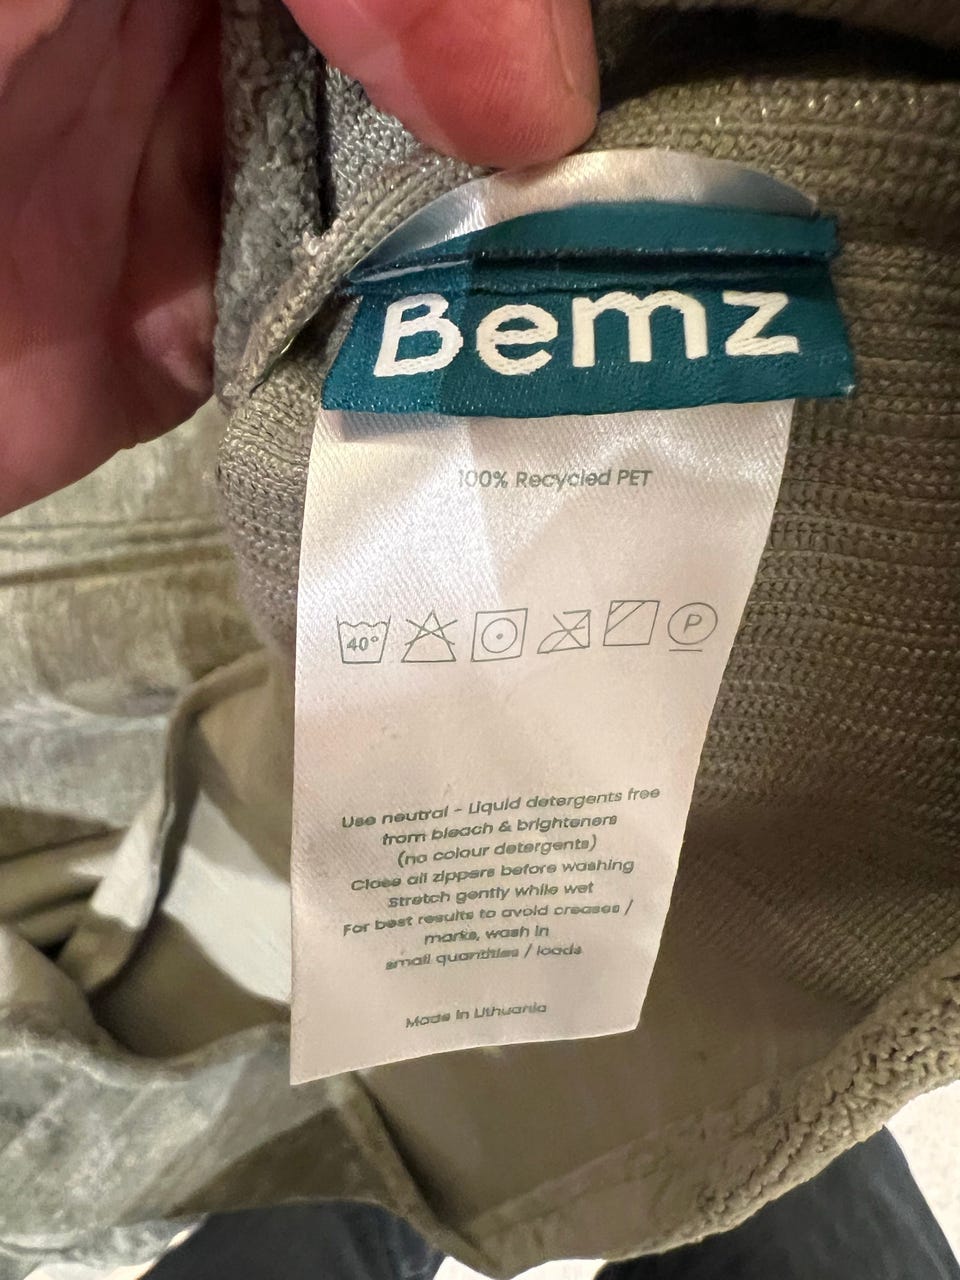 Bemz
100% Recycled PET
40°
P
Use neutral - Liquid detergents free
from bleach & brighteners
(no colour detergents)
Close all zippers before washing
Stretch gently while wet
For best results to avoid creases /
marks, wash in
small quantities / loads
Made in Lithuania